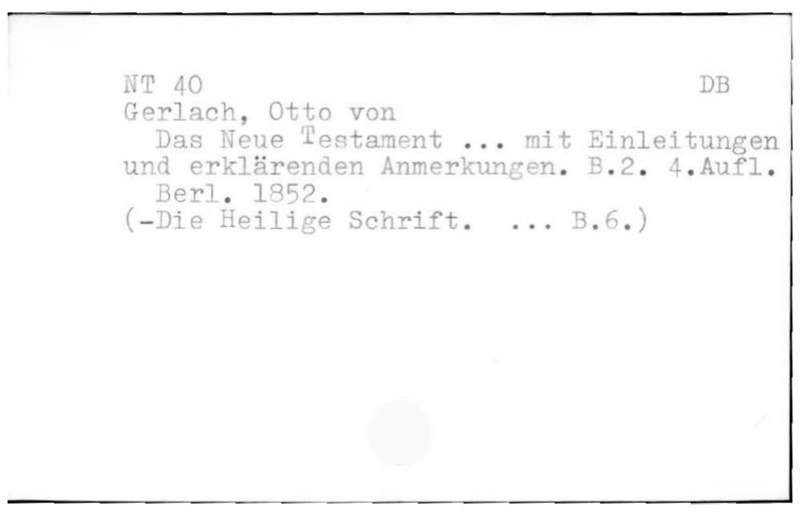 NT 40 DB
Gerlach, Otto von
Das Neue Testament ... mit Einleitungen
und erklärenden Anmerkungen. B.2. 4.Aufl.
Berl. 1852.
(-Die Heilige Schrift. ... B.6.)